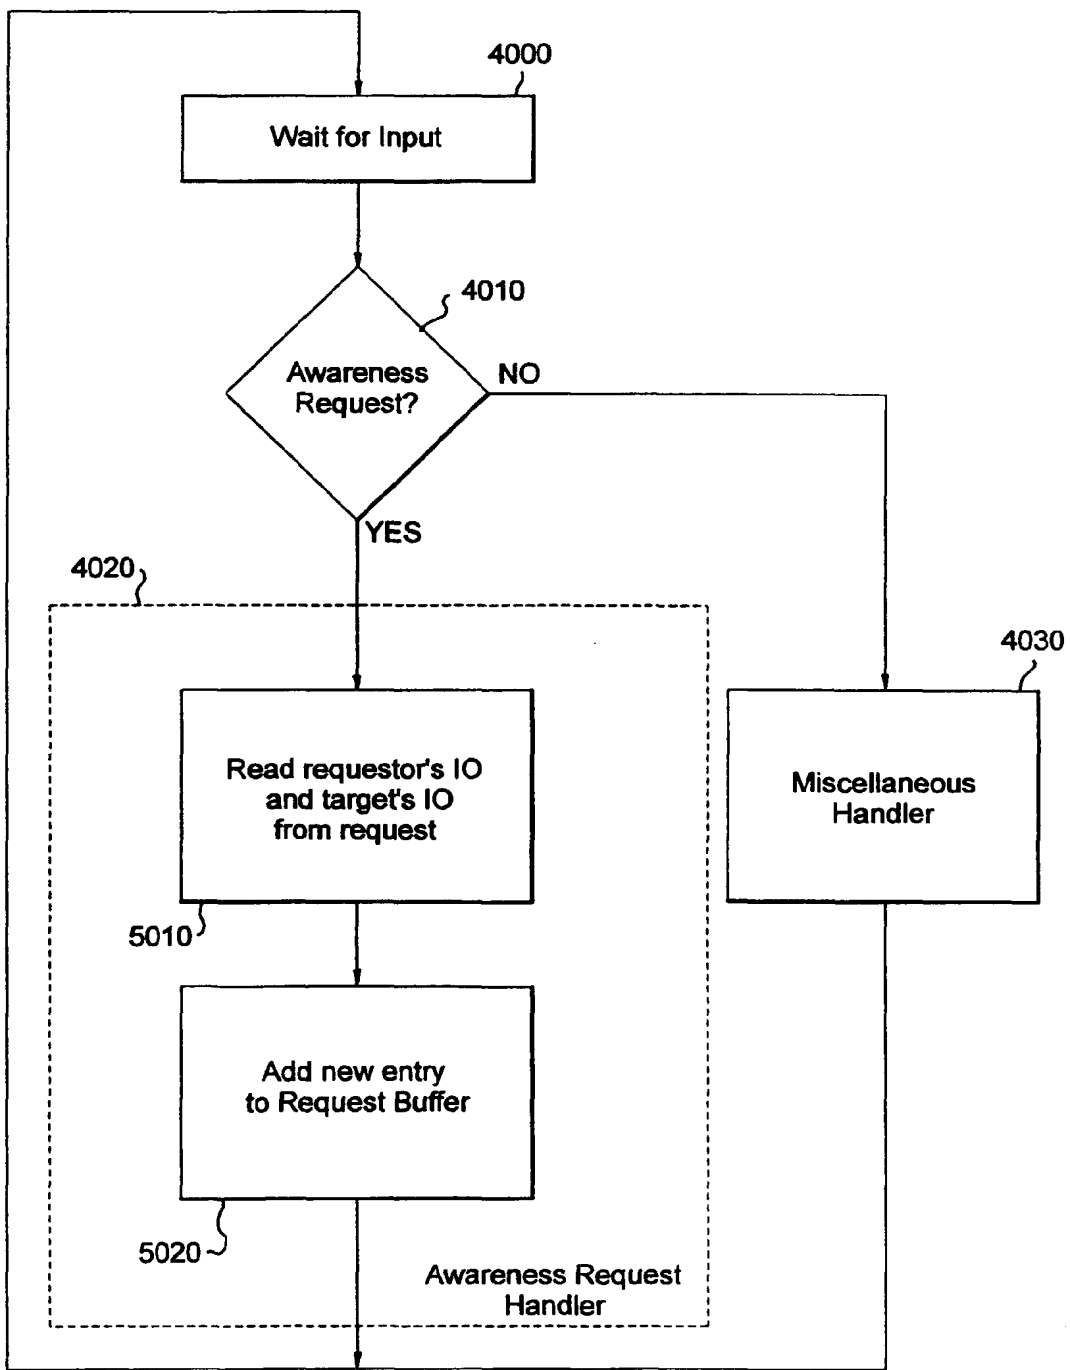 4000
Wait for Input
4010
Awareness
Request?
NO
YES
4020
4030
Read requestor's IO
and target's IO
from request
Miscellaneous
Handler
5010
Add new entry
to Request Buffer
5020
Awareness Request
Handler